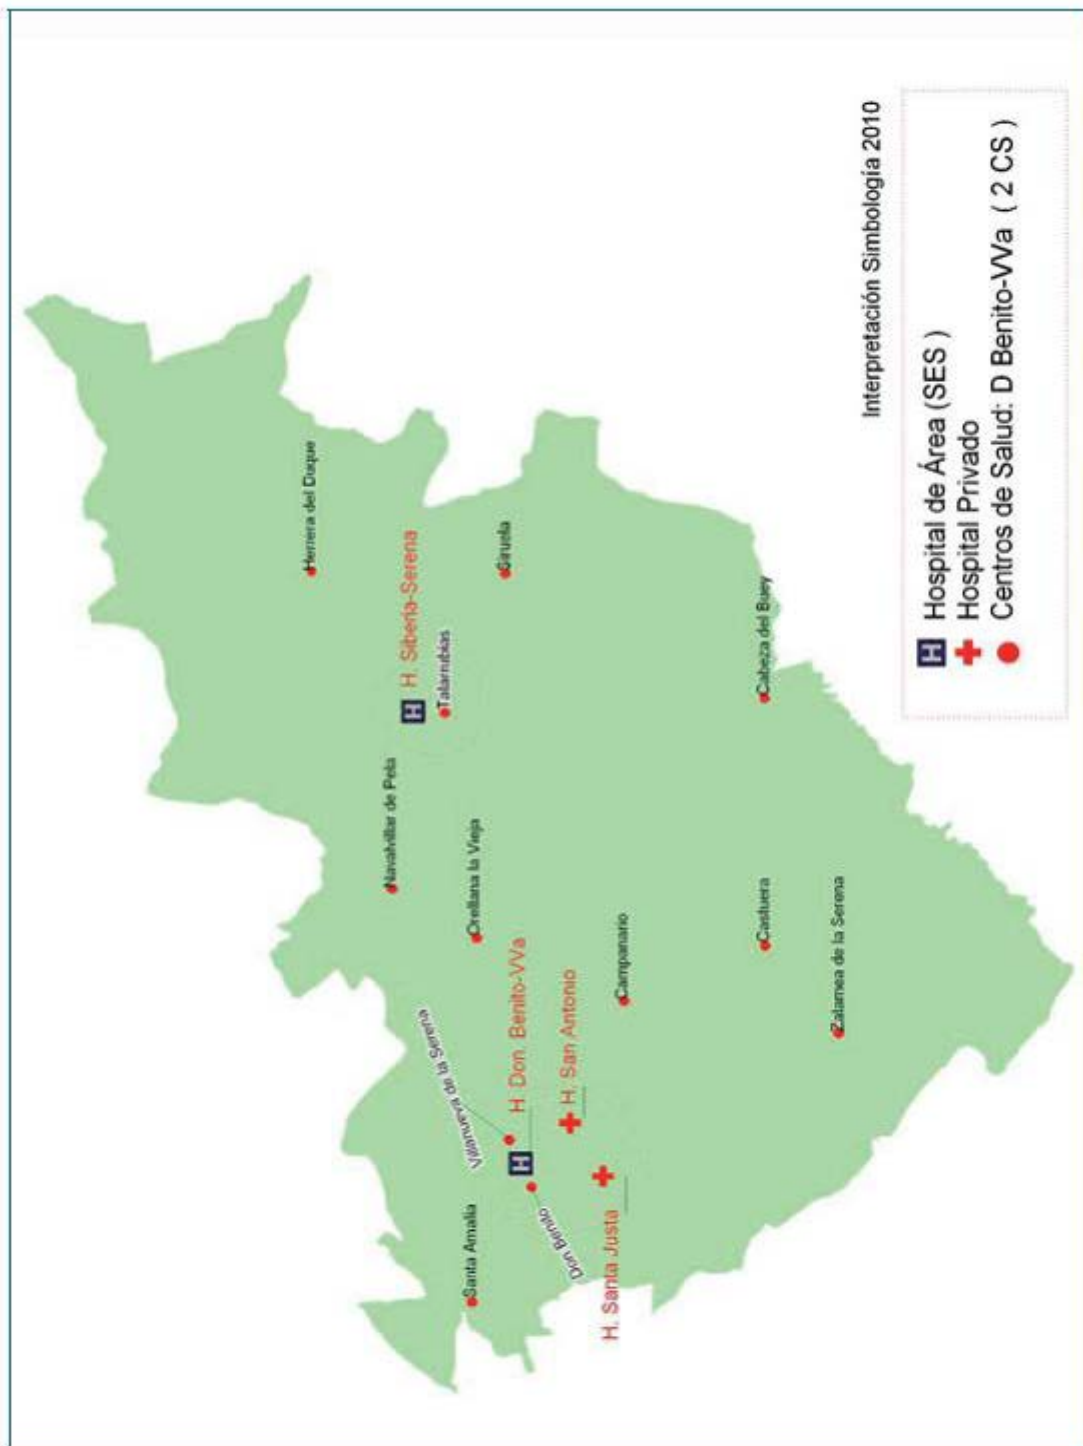 Herrera del Duque
H. Siberia-Serena
Talarrubias
Siruela
Navalvillar de Pela
Orellana la Vieja
Villanueva de la Serena
H. Don. Benito-VVa
Santa Amalia
Don Benito
H. San Antonio
H. Santa Justa
Campanario
Cabeza del Buey
Castuera
Zalamea de la Serena
Interpretación Simbología 2010
H Hospital de Área (SES )
Hospital Privado
Centros de Salud: D Benito-VVa ( 2 CS )
H
H